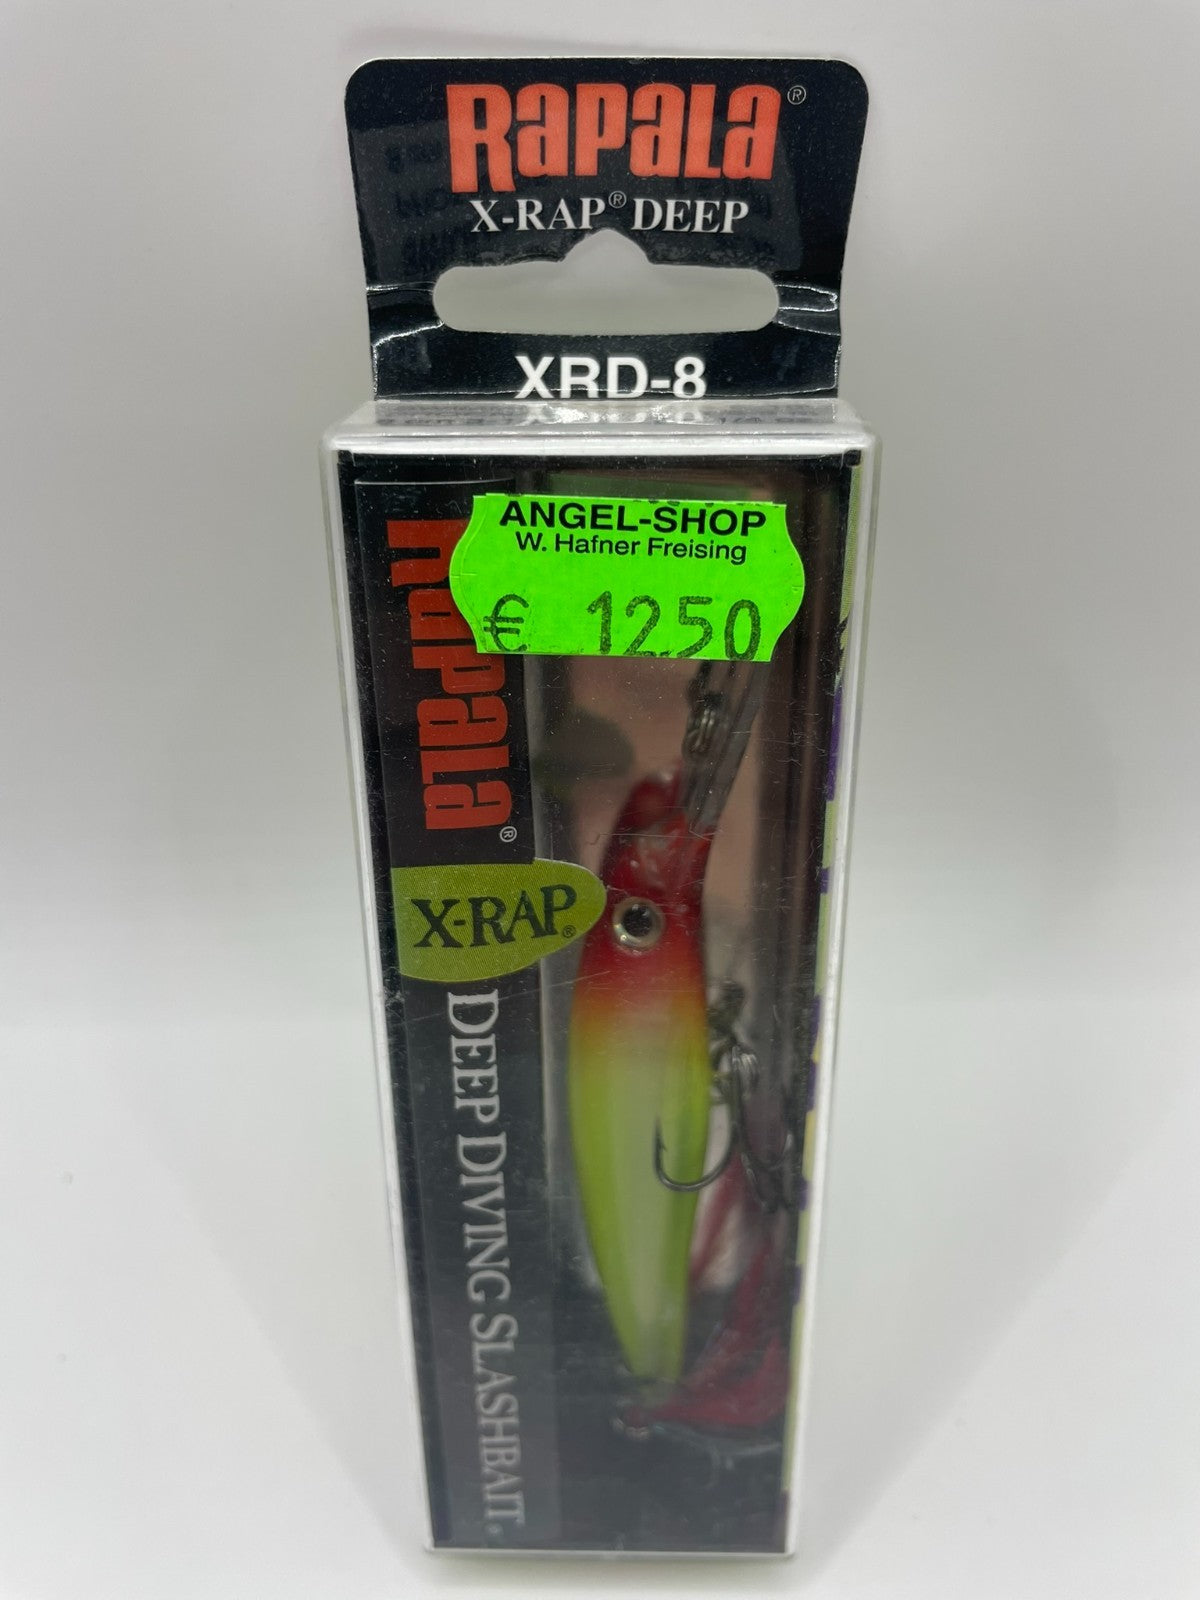 RAPALA®
X-RAP® DEEP
XRD-8
ANGEL-SHOP
W. Hafner Freising
€ 12.50
RAPALA®
X-RAP®
DEEP DIVING SLASHBAIT®